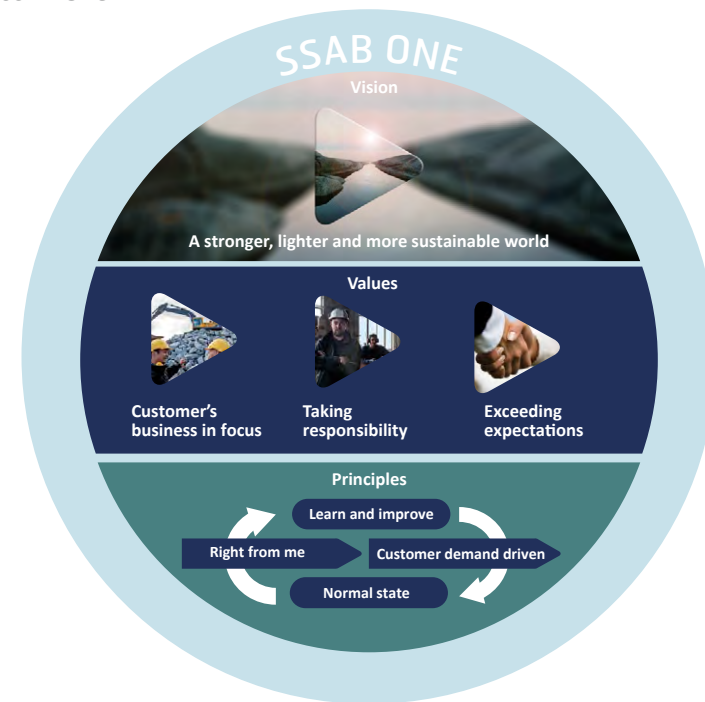 SSAB ONE
Vision
A stronger, lighter and more sustainable world
Values
Customer's
business in focus
Taking
responsibility
Exceeding
expectations
Principles
Learn and improve
Right from me
Customer demand driven
Normal state